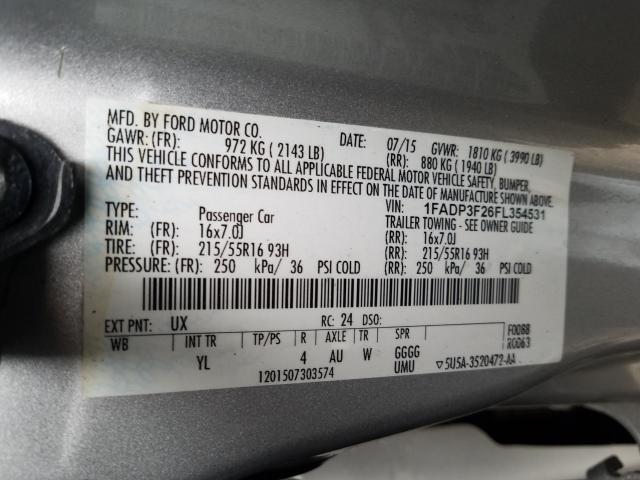 MFD. BY FORD MOTOR CO. DATE: 07/15 GVWR: 1810 KG ( 3990 LB)
GAWR: (FR): 972 KG ( 2143 LB) (RR): 880 KG ( 1940 LB)
THIS VEHICLE CONFORMS TO ALL APPLICABLE FEDERAL MOTOR VEHICLE SAFETY, BUMPER,
AND THEFT PREVENTION STANDARDS IN EFFECT ON THE DATE OF MANUFACTURE SHOWN ABOVE.
VIN: 1FADP3F26FL354531
TYPE: Passenger Car TRAILER TOWING - SEE OWNER GUIDE
RIM: (FR): 16x7.0J (RR): 16x7.0J
TIRE: (FR): 215/55R16 93H (RR): 215/55R16 93H
PRESSURE: (FR): 250 kPa/ 36 PSI COLD (RR): 250 kPa/ 36 PSI COLD
EXT PNT: UX RC: 24 DSO: F0088
WB INT TR TP/PS R AXLE TR SPR R0063
YL 4 AU W GGGG
UMU ▽5U5A-3520472-AA
1201507303574